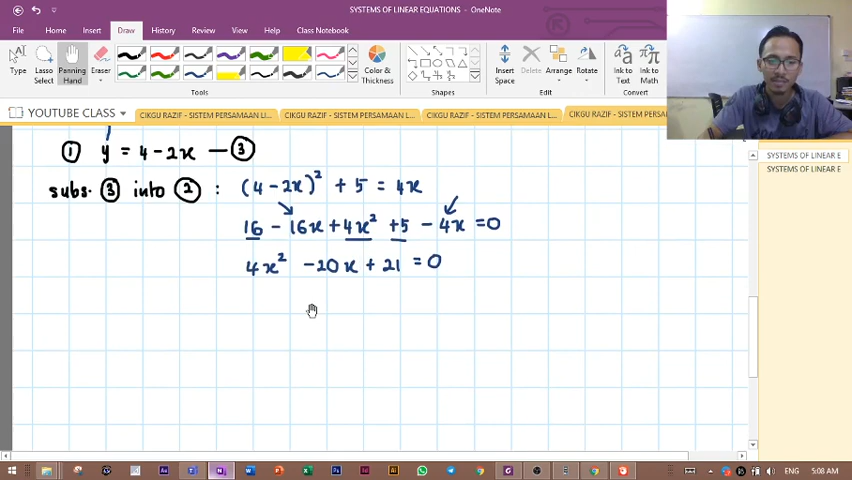 SYSTEMS OF LINEAR EQUATIONS - OneNote
File Home Insert Draw View Help Class Notebook
Type Lasso Select Panning Hand Eraser Color & Thickness Insert Space Delete Arrange Rotate Ink to Text Ink to Math
Tools Shapes Edit Convert
YOUTUBE CLASS CIKGU RAZIF - SISTEM PERSAMAAN LI... CIKGU RAZIF - SISTEM PERSAMAAN L... CIKGU RAZIF - SISTEM PERSAMAAN L... CIKGU RAZIF - SISTEM PERSAM
SYSTEMS OF LINEAR E
SYSTEMS OF LINEAR E
① y = 4 - 2x — ③
subs. ③ into ② : (4 - 2x)² + 5 = 4x
16 - 16x + 4x² + 5 - 4x = 0
4x² - 20x + 21 = 0
ENG 5:08 AM